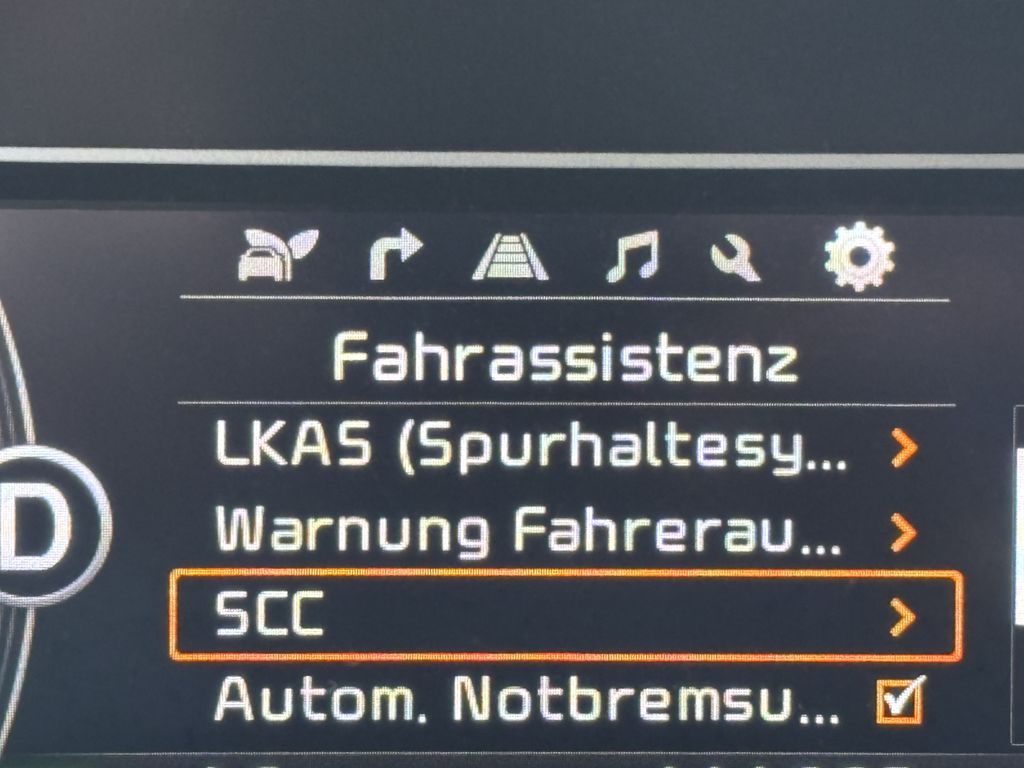 Fahrassistenz
LKAS (Spurhaltesy...
Warnung Fahrerau...
D
SCC
Autom. Notbremsu...